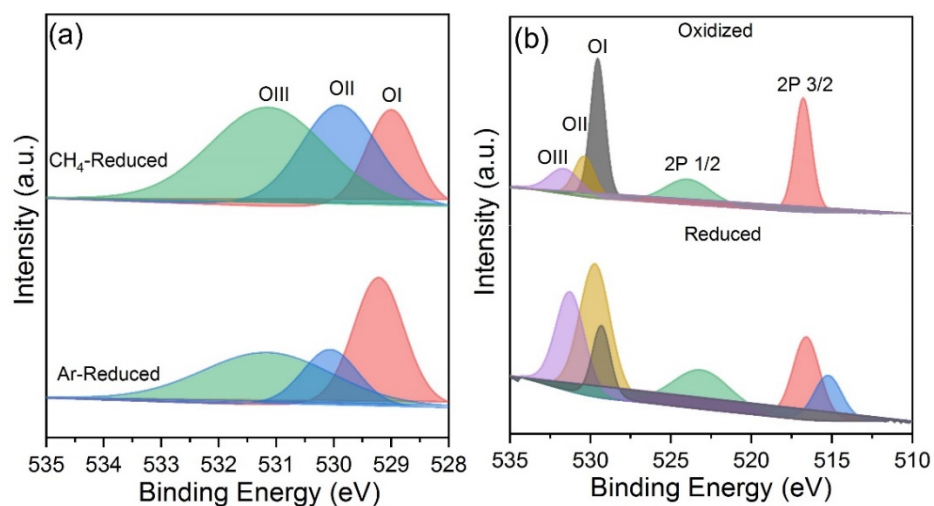 (a)
OIII
OII
OI
CH₄-Reduced
Ar-Reduced
Intensity (a.u.)
535 534 533 532 531 530 529 528
Binding Energy (eV)
(b)
Oxidized
OI
2P 3/2
OII
OIII
2P 1/2
Reduced
Intensity (a.u.)
535 530 525 520 515 510
Binding Energy (eV)